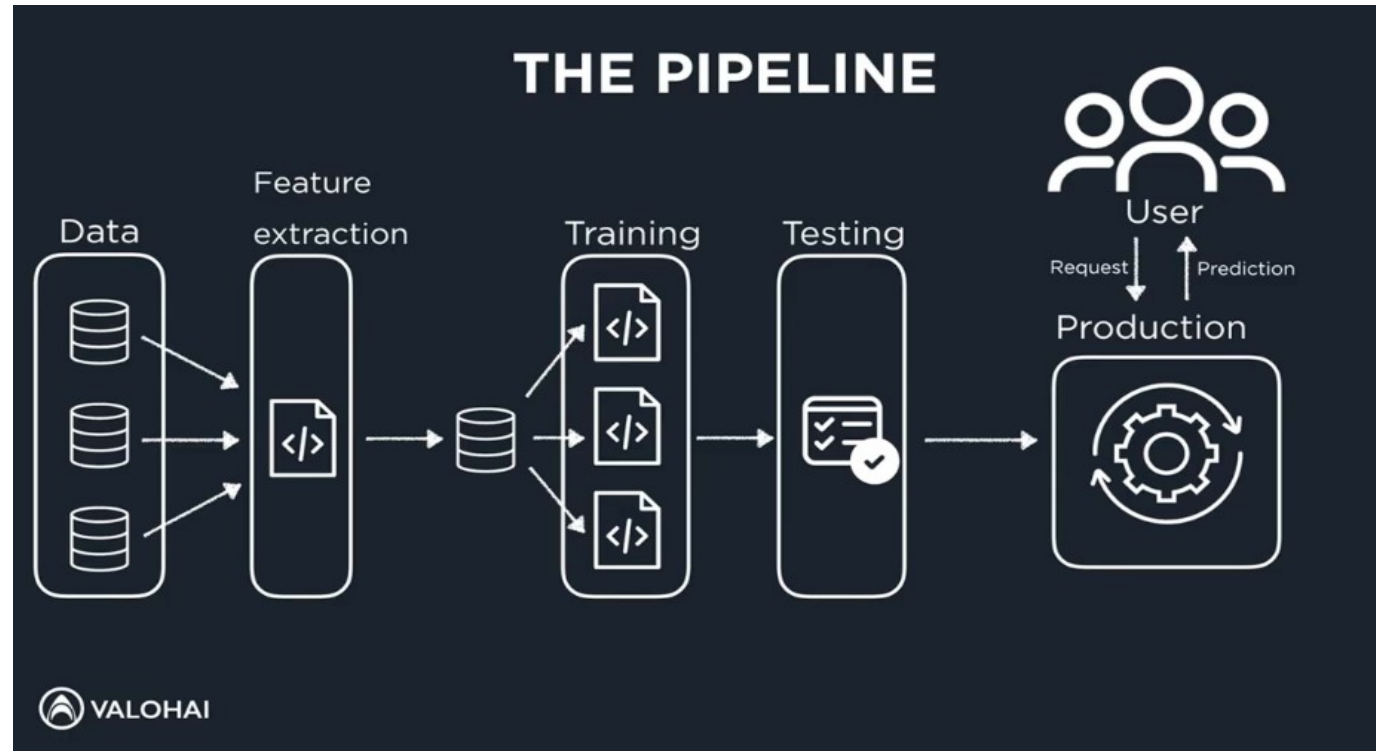 THE PIPELINE
Data
Feature
extraction
Training
Testing
User
Request
Prediction
Production
VALOHAI